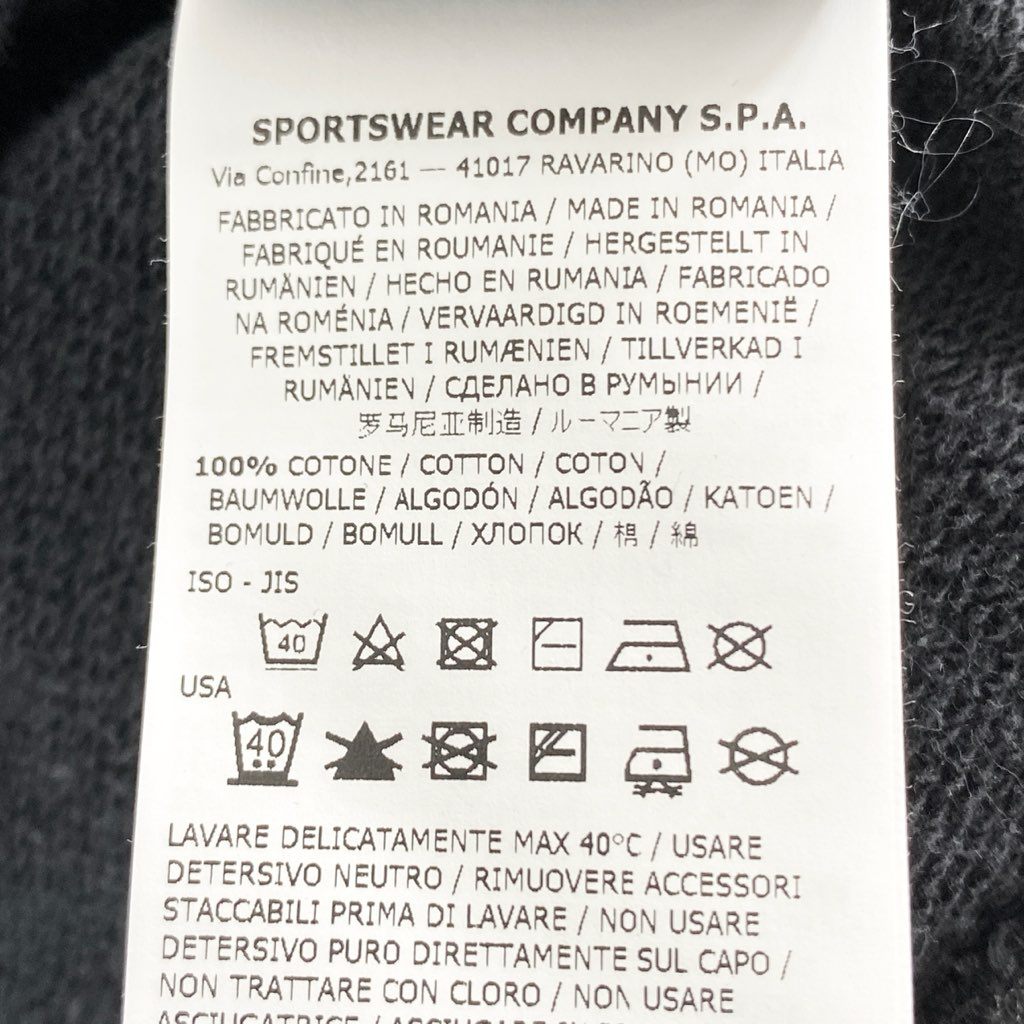 SPORTSWEAR COMPANY S.P.A.
Via Confine,2161 — 41017 RAVARINO (MO) ITALIA
FABBRICATO IN ROMANIA / MADE IN ROMANIA /
FABRIQUÉ EN ROUMANIE / HERGESTELLT IN
RUMÄNIEN / HECHO EN RUMANIA / FABRICADO
NA ROMÉNIA / VERVAARDIGD IN ROEMENIË /
FREMSTILLET I RUMÆNIEN / TILLVERKAD I
RUMÄNIEN / СДЕЛАНО В РУМЫНИИ /
罗马尼亚制造 / ルーマニア製
100% COTONE / COTTON / COTON /
BAUMWOLLE / ALGODÓN / ALGODÃO / KATOEN /
BOMULD / BOMULL / ХЛОПОК / 棉 / 綿
ISO - JIS
40
USA
40
LAVARE DELICATAMENTE MAX 40°C / USARE
DETERSIVO NEUTRO / RIMUOVERE ACCESSORI
STACCABILI PRIMA DI LAVARE / NON USARE
DETERSIVO PURO DIRETTAMENTE SUL CAPO /
NON TRATTARE CON CLORO / NON USARE